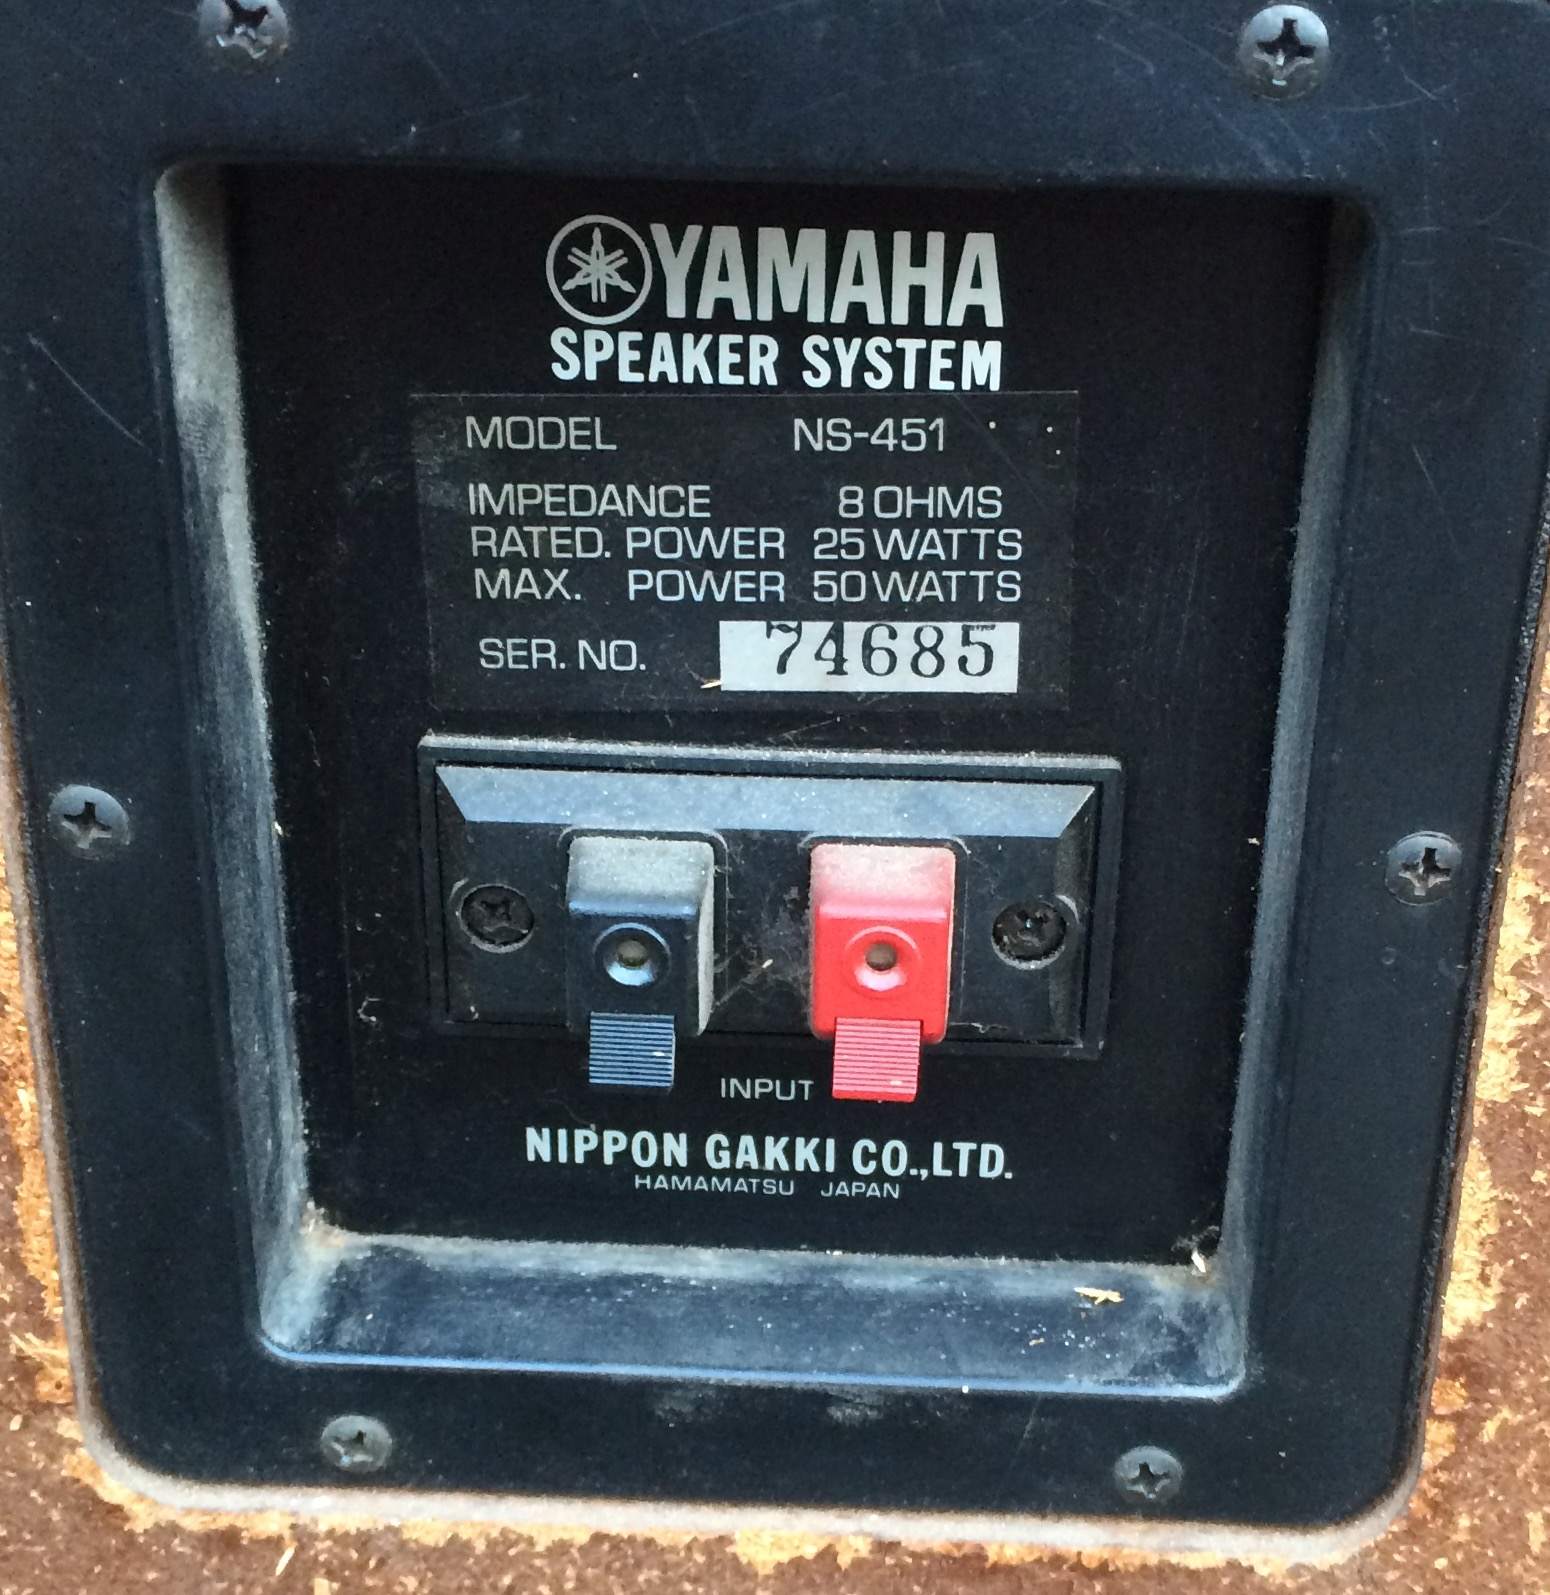 YAMAHA
SPEAKER SYSTEM
MODEL NS-451
IMPEDANCE 8 OHMS
RATED. POWER 25 WATTS
MAX. POWER 50 WATTS
SER. NO. 74685
INPUT
NIPPON GAKKI CO.,LTD.
HAMAMATSU JAPAN